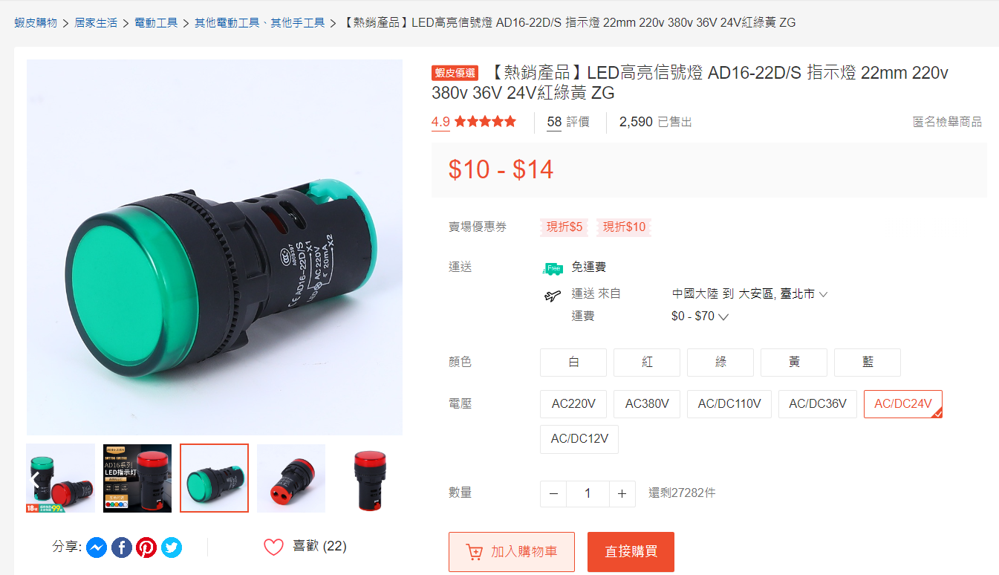 蝦皮購物 > 居家生活 > 電動工具 > 其他電動工具、其他手工具 > 【熱銷產品】LED高亮信號燈 AD16-22D/S 指示燈 22mm 220v 380v 36V 24V紅綠黃 ZG
蝦皮優選 【熱銷產品】LED高亮信號燈 AD16-22D/S 指示燈 22mm 220v
380v 36V 24V紅綠黃 ZG
4.9 58 評價 2,590 已售出 匿名檢舉商品
$10 - $14
賣場優惠券 現折$5 現折$10
運送 Free 免運費
運送 來自 中國大陸 到 大安區, 臺北市
運費 $0 - $70
顏色 白 紅 綠 黃 藍
電壓 AC220V AC380V AC/DC110V AC/DC36V AC/DC24V
AC/DC12V
數量 − 1 + 還剩27282件
加入購物車 直接購買
CCC
A009397
CE AD16-22D/S
LED AC220V
≤ 20mA
X1
X2
AD16-22DS
AD16系列
LED指示灯
分享:
喜歡 (22)